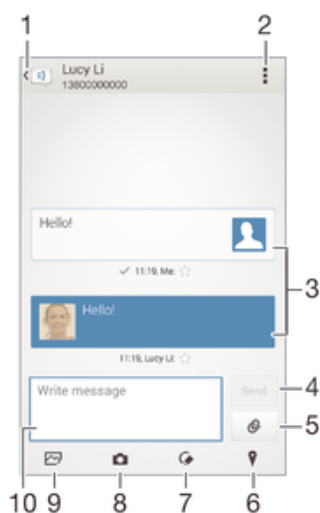 1
2
Lucy Li
13800000000
Hello!
11:19, Me:
3
Hello!
11:19, Lucy Li:
Write message
Send
4
5
10
9
8
7
6